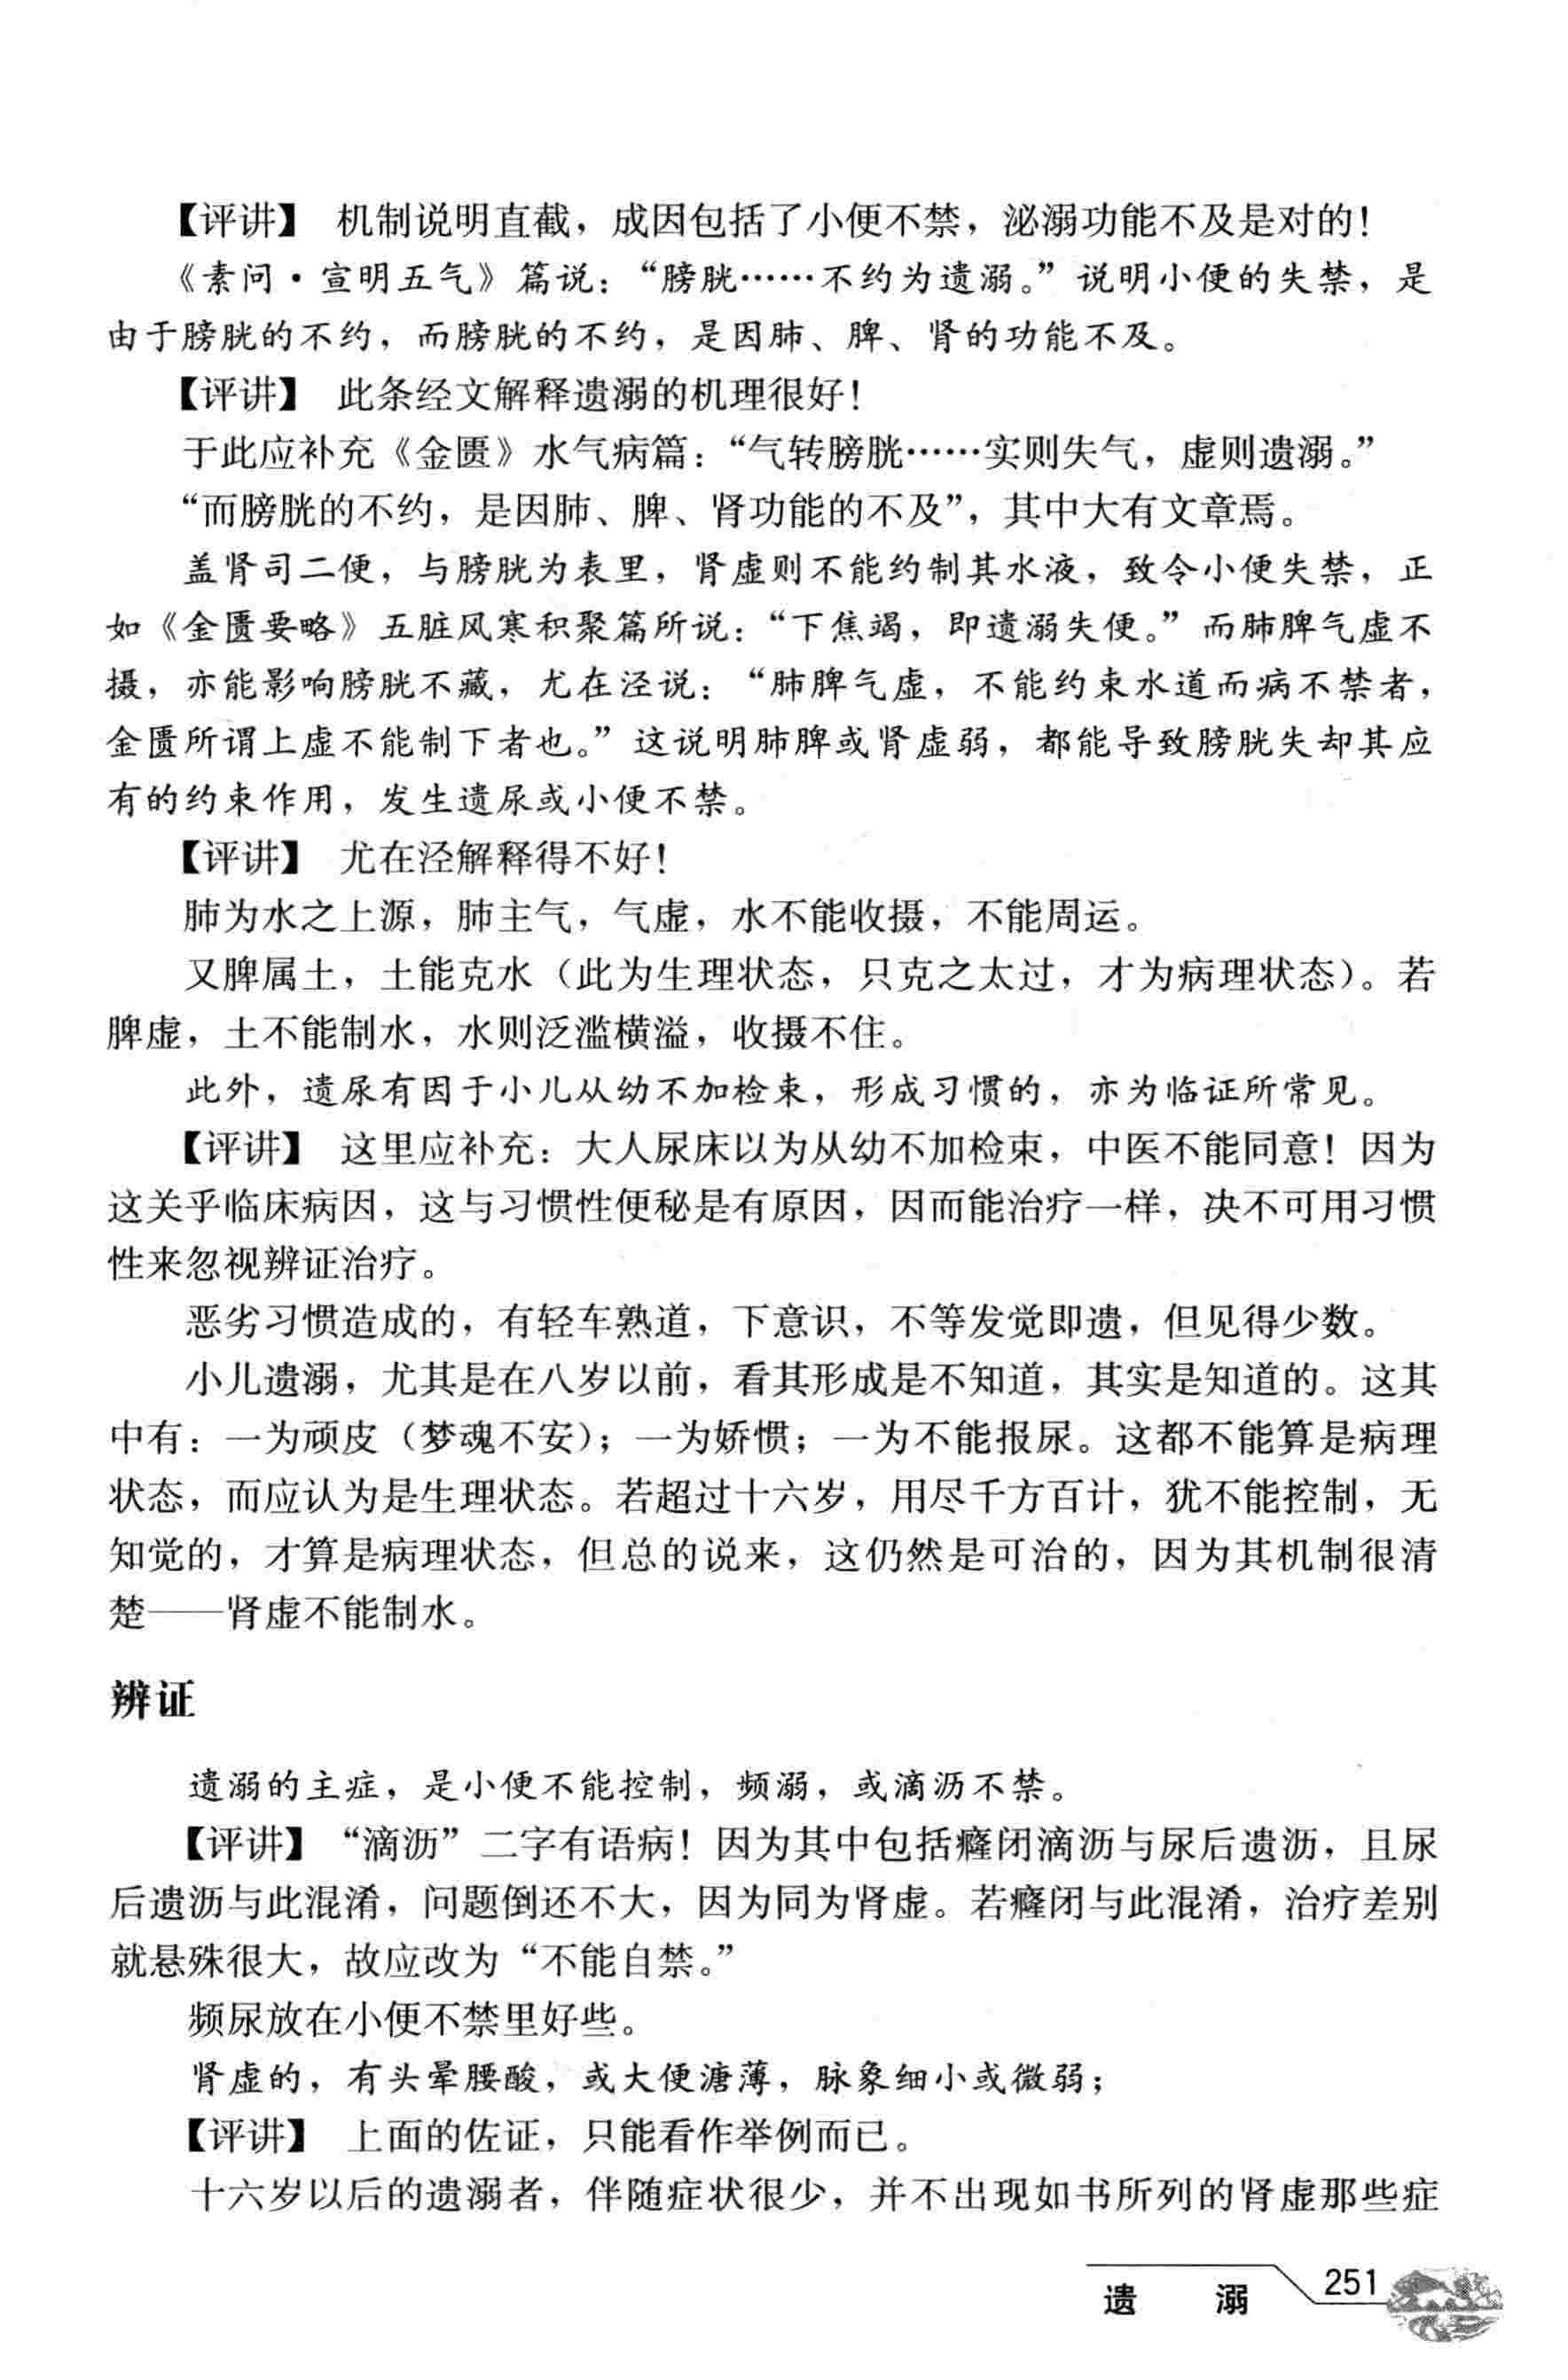 【评讲】 机制说明直截，成因包括了小便不禁，泌溺功能不及是对的！
《素问·宣明五气》篇说：“膀胱……不约为遗溺。”说明小便的失禁，是
由于膀胱的不约，而膀胱的不约，是因肺、脾、肾的功能不及。
【评讲】 此条经文解释遗溺的机理很好！
于此应补充《金匮》水气病篇：“气转膀胱……实则失气，虚则遗溺。”
“而膀胱的不约，是因肺、脾、肾功能的不及”，其中大有文章焉。
盖肾司二便，与膀胱为表里，肾虚则不能约制其水液，致令小便失禁，正
如《金匮要略》五脏风寒积聚篇所说：“下焦竭，即遗溺失便。”而肺脾气虚不
摄，亦能影响膀胱不藏，尤在泾说：“肺脾气虚，不能约束水道而病不禁者，
金匮所谓上虚不能制下者也。”这说明肺脾或肾虚弱，都能导致膀胱失却其应
有的约束作用，发生遗尿或小便不禁。
【评讲】 尤在泾解释得不好！
肺为水之上源，肺主气，气虚，水不能收摄，不能周运。
又脾属土，土能克水（此为生理状态，只克之太过，才为病理状态）。若
脾虚，土不能制水，水则泛滥横溢，收摄不住。
此外，遗尿有因于小儿从幼不加检束，形成习惯的，亦为临证所常见。
【评讲】 这里应补充：大人尿床以为从幼不加检束，中医不能同意！因为
这关乎临床病因，这与习惯性便秘是有原因，因而能治疗一样，决不可用习惯
性来忽视辨证治疗。
恶劣习惯造成的，有轻车熟道，下意识，不等发觉即遗，但见得少数。
小儿遗溺，尤其是在八岁以前，看其形成是不知道，其实是知道的。这其
中有：一为顽皮（梦魂不安）；一为娇惯；一为不能报尿。这都不能算是病理
状态，而应认为是生理状态。若超过十六岁，用尽千方百计，犹不能控制，无
知觉的，才算是病理状态，但总的说来，这仍然是可治的，因为其机制很清
楚——肾虚不能制水。
辨证
遗溺的主症，是小便不能控制，频溺，或滴沥不禁。
【评讲】 “滴沥”二字有语病！因为其中包括癃闭滴沥与尿后遗沥，且尿
后遗沥与此混淆，问题倒还不大，因为同为肾虚。若癃闭与此混淆，治疗差别
就悬殊很大，故应改为“不能自禁。”
频尿放在小便不禁里好些。
肾虚的，有头晕腰酸，或大便溏薄，脉象细小或微弱；
【评讲】 上面的佐证，只能看作举例而已。
十六岁以后的遗溺者，伴随症状很少，并不出现如书所列的肾虚那些症
遗 溺 251